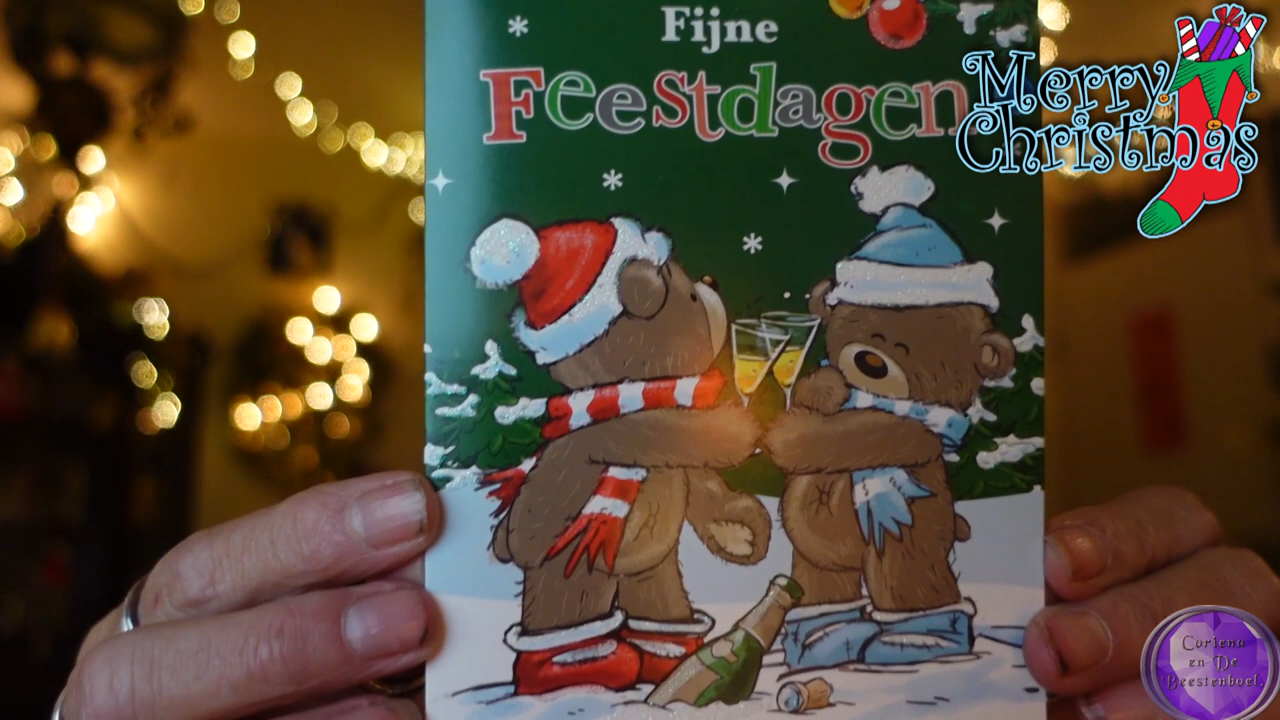 Fijne
Feestdagen
Merry
Christmas
Coriena
en De
Beestenboel.